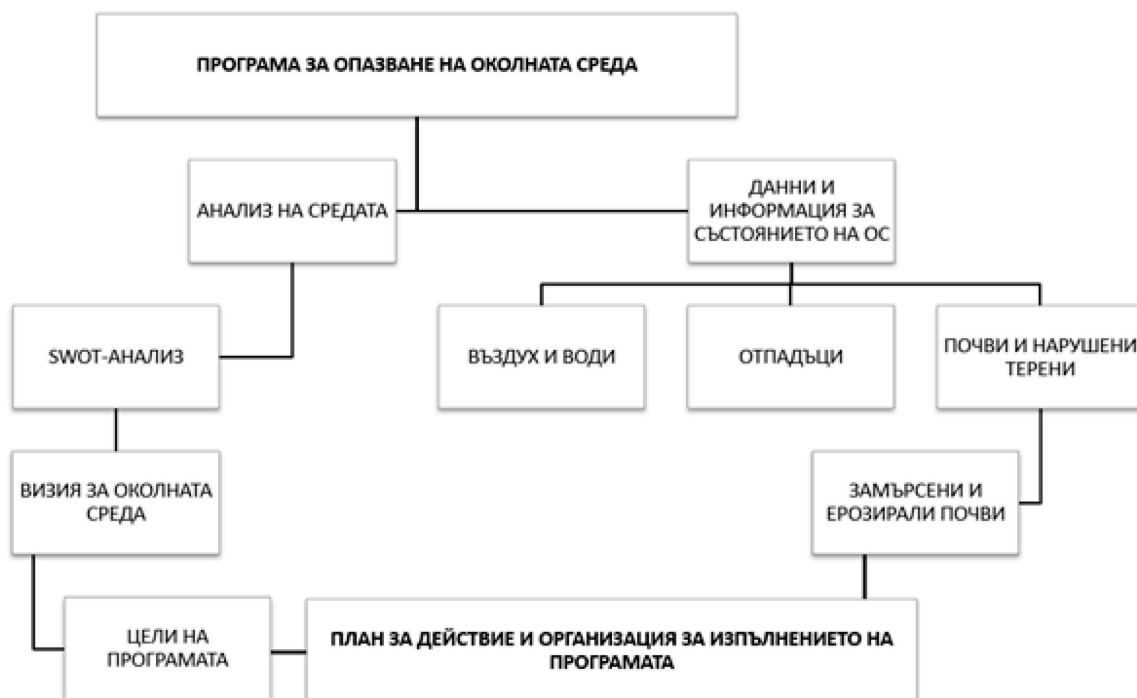 ПРОГРАМА ЗА ОПАЗВАНЕ НА ОКОЛНАТА СРЕДА
АНАЛИЗ НА СРЕДАТА
ДАННИ И
ИНФОРМАЦИЯ ЗА
СЪСТОЯНИЕТО НА ОС
SWOT-АНАЛИЗ
ВЪЗДУХ И ВОДИ
ОТПАДЪЦИ
ПОЧВИ И НАРУШЕНИ
ТЕРЕНИ
ВИЗИЯ ЗА ОКОЛНАТА
СРЕДА
ЗАМЪРСЕНИ И
ЕРОЗИРАЛИ ПОЧВИ
ЦЕЛИ НА
ПРОГРАМАТА
ПЛАН ЗА ДЕЙСТВИЕ И ОРГАНИЗАЦИЯ ЗА ИЗПЪЛНЕНИЕТО НА
ПРОГРАМАТА